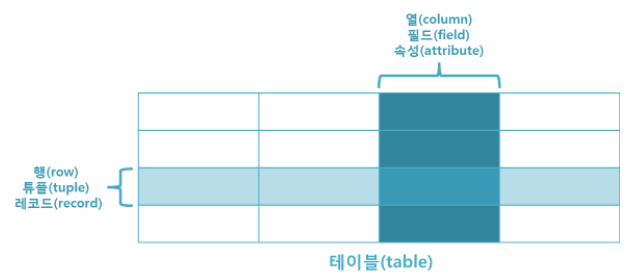 열(column)
필드(field)
속성(attribute)
행(row)
튜플(tuple)
레코드(record)
테이블(table)